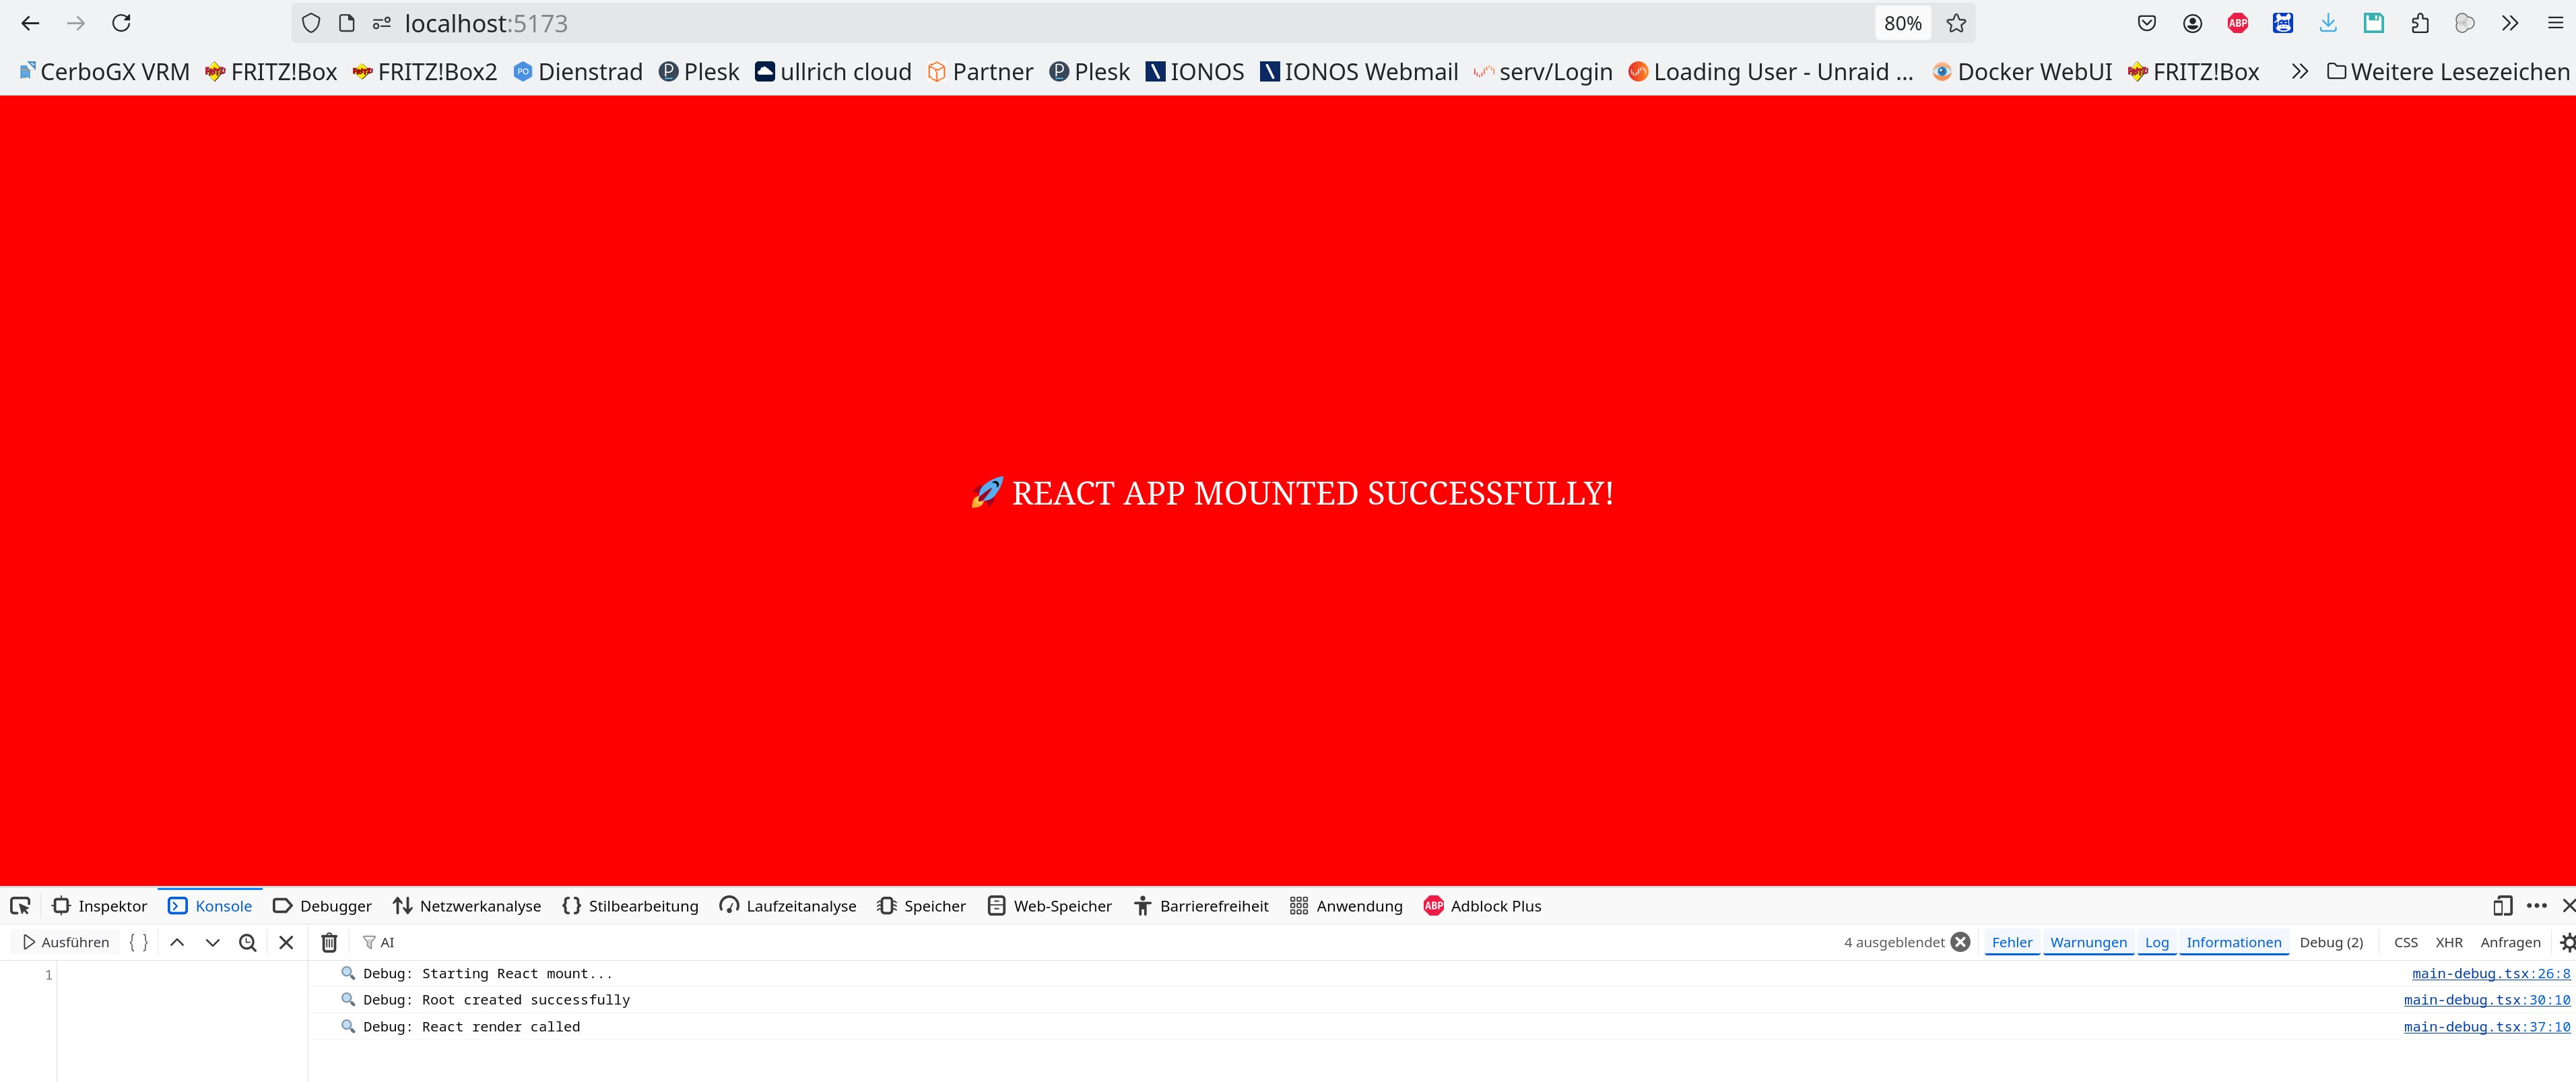 localhost:5173 80%
CerboGX VRM FRITZ!Box FRITZ!Box2 Dienstrad Plesk ullrich cloud Partner Plesk IONOS IONOS Webmail serv/Login Loading User - Unraid ... Docker WebUI FRITZ!Box Weitere Lesezeichen
🚀 REACT APP MOUNTED SUCCESSFULLY!
Inspektor Konsole Debugger Netzwerkanalyse Stilbearbeitung Laufzeitanalyse Speicher Web-Speicher Barrierefreiheit Anwendung ABP Adblock Plus
Ausführen { } AI 4 ausgeblendet Fehler Warnungen Log Informationen Debug (2) CSS XHR Anfragen
1 🔍 Debug: Starting React mount... main-debug.tsx:26:8
🔍 Debug: Root created successfully main-debug.tsx:30:10
🔍 Debug: React render called main-debug.tsx:37:10